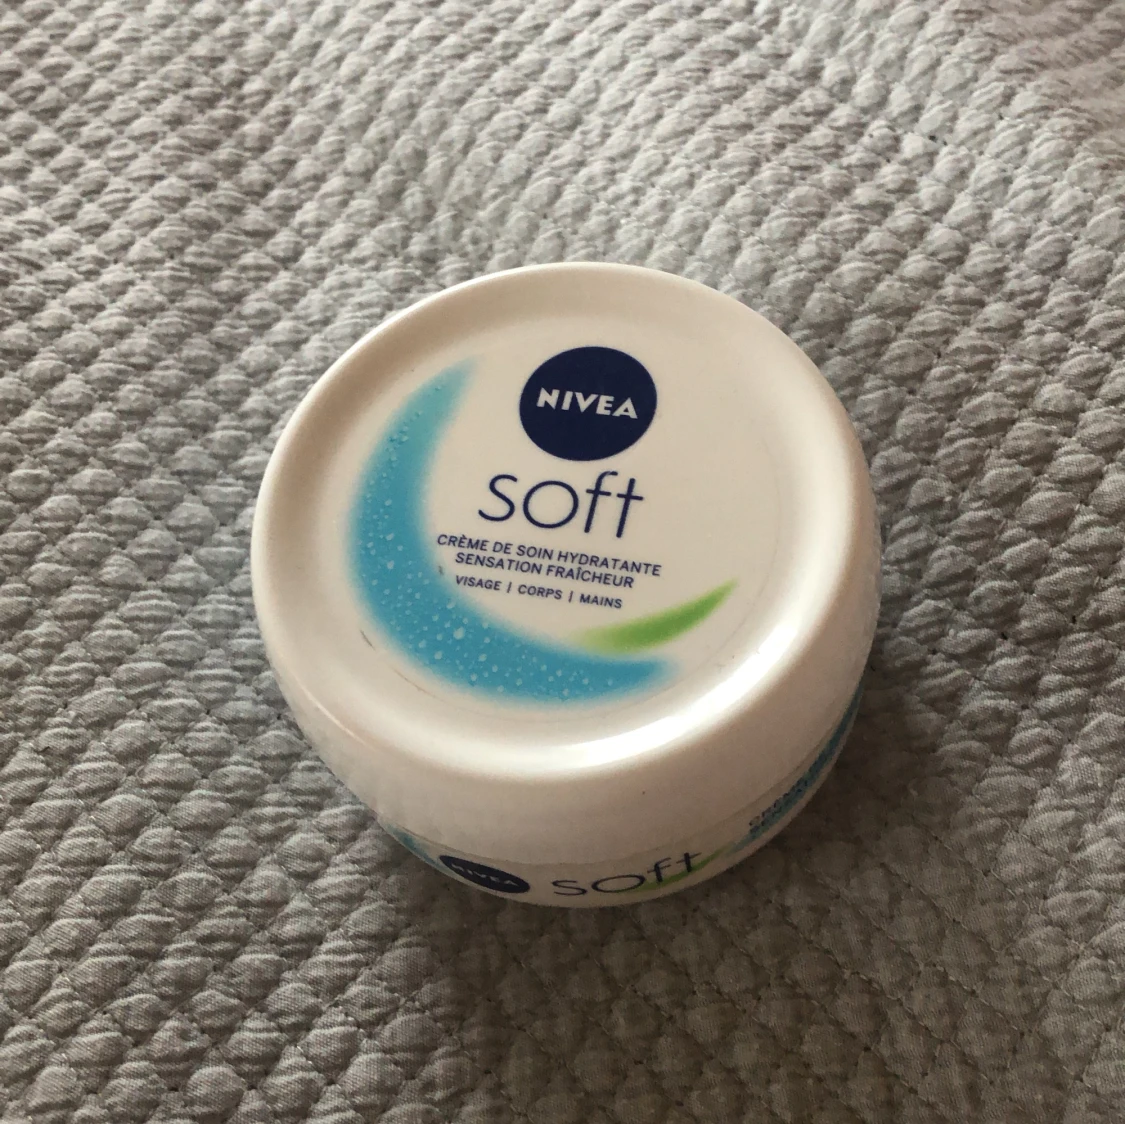 NIVEA
soft
CRÈME DE SOIN HYDRATANTE
SENSATION FRAÎCHEUR
VISAGE | CORPS | MAINS
NIVEA
soft